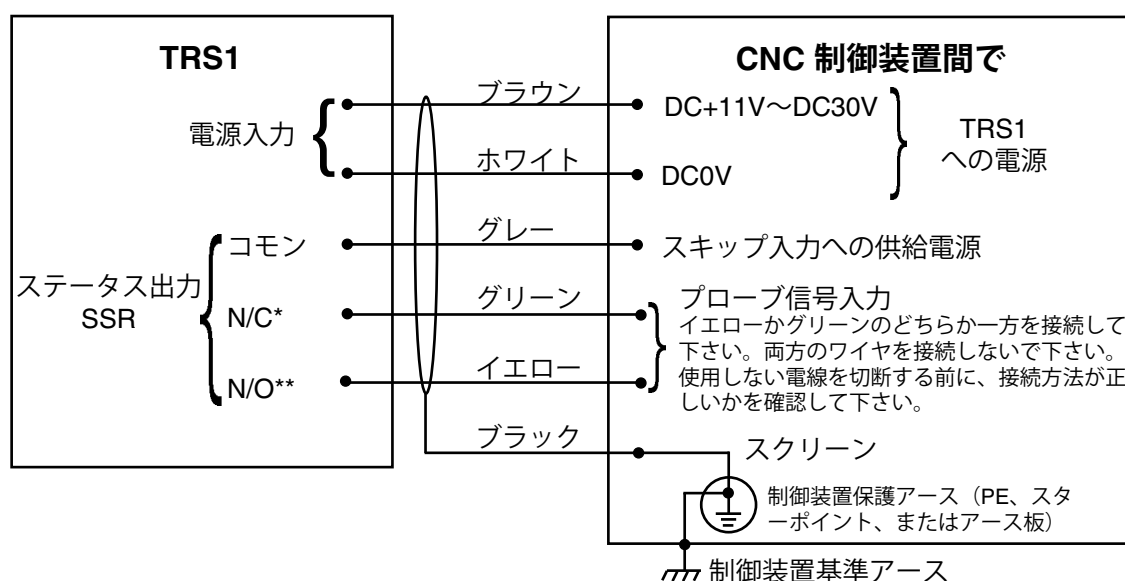 TRS1
CNC 制御装置間で
電源入力
ブラウン
DC+11V～DC30V
TRS1
への電源
ホワイト
DC0V
ステータス出力
SSR
コモン
グレー
スキップ入力への供給電源
N/C*
グリーン
プローブ信号入力
イエローかグリーンのどちらか一方を接続して
下さい。両方のワイヤを接続しないで下さい。
使用しない電線を切断する前に、接続方法が正
しいかを確認して下さい。
N/O**
イエロー
ブラック
スクリーン
制御装置保護アース（PE、スタ
ーポイント、またはアース板）
制御装置基準アース